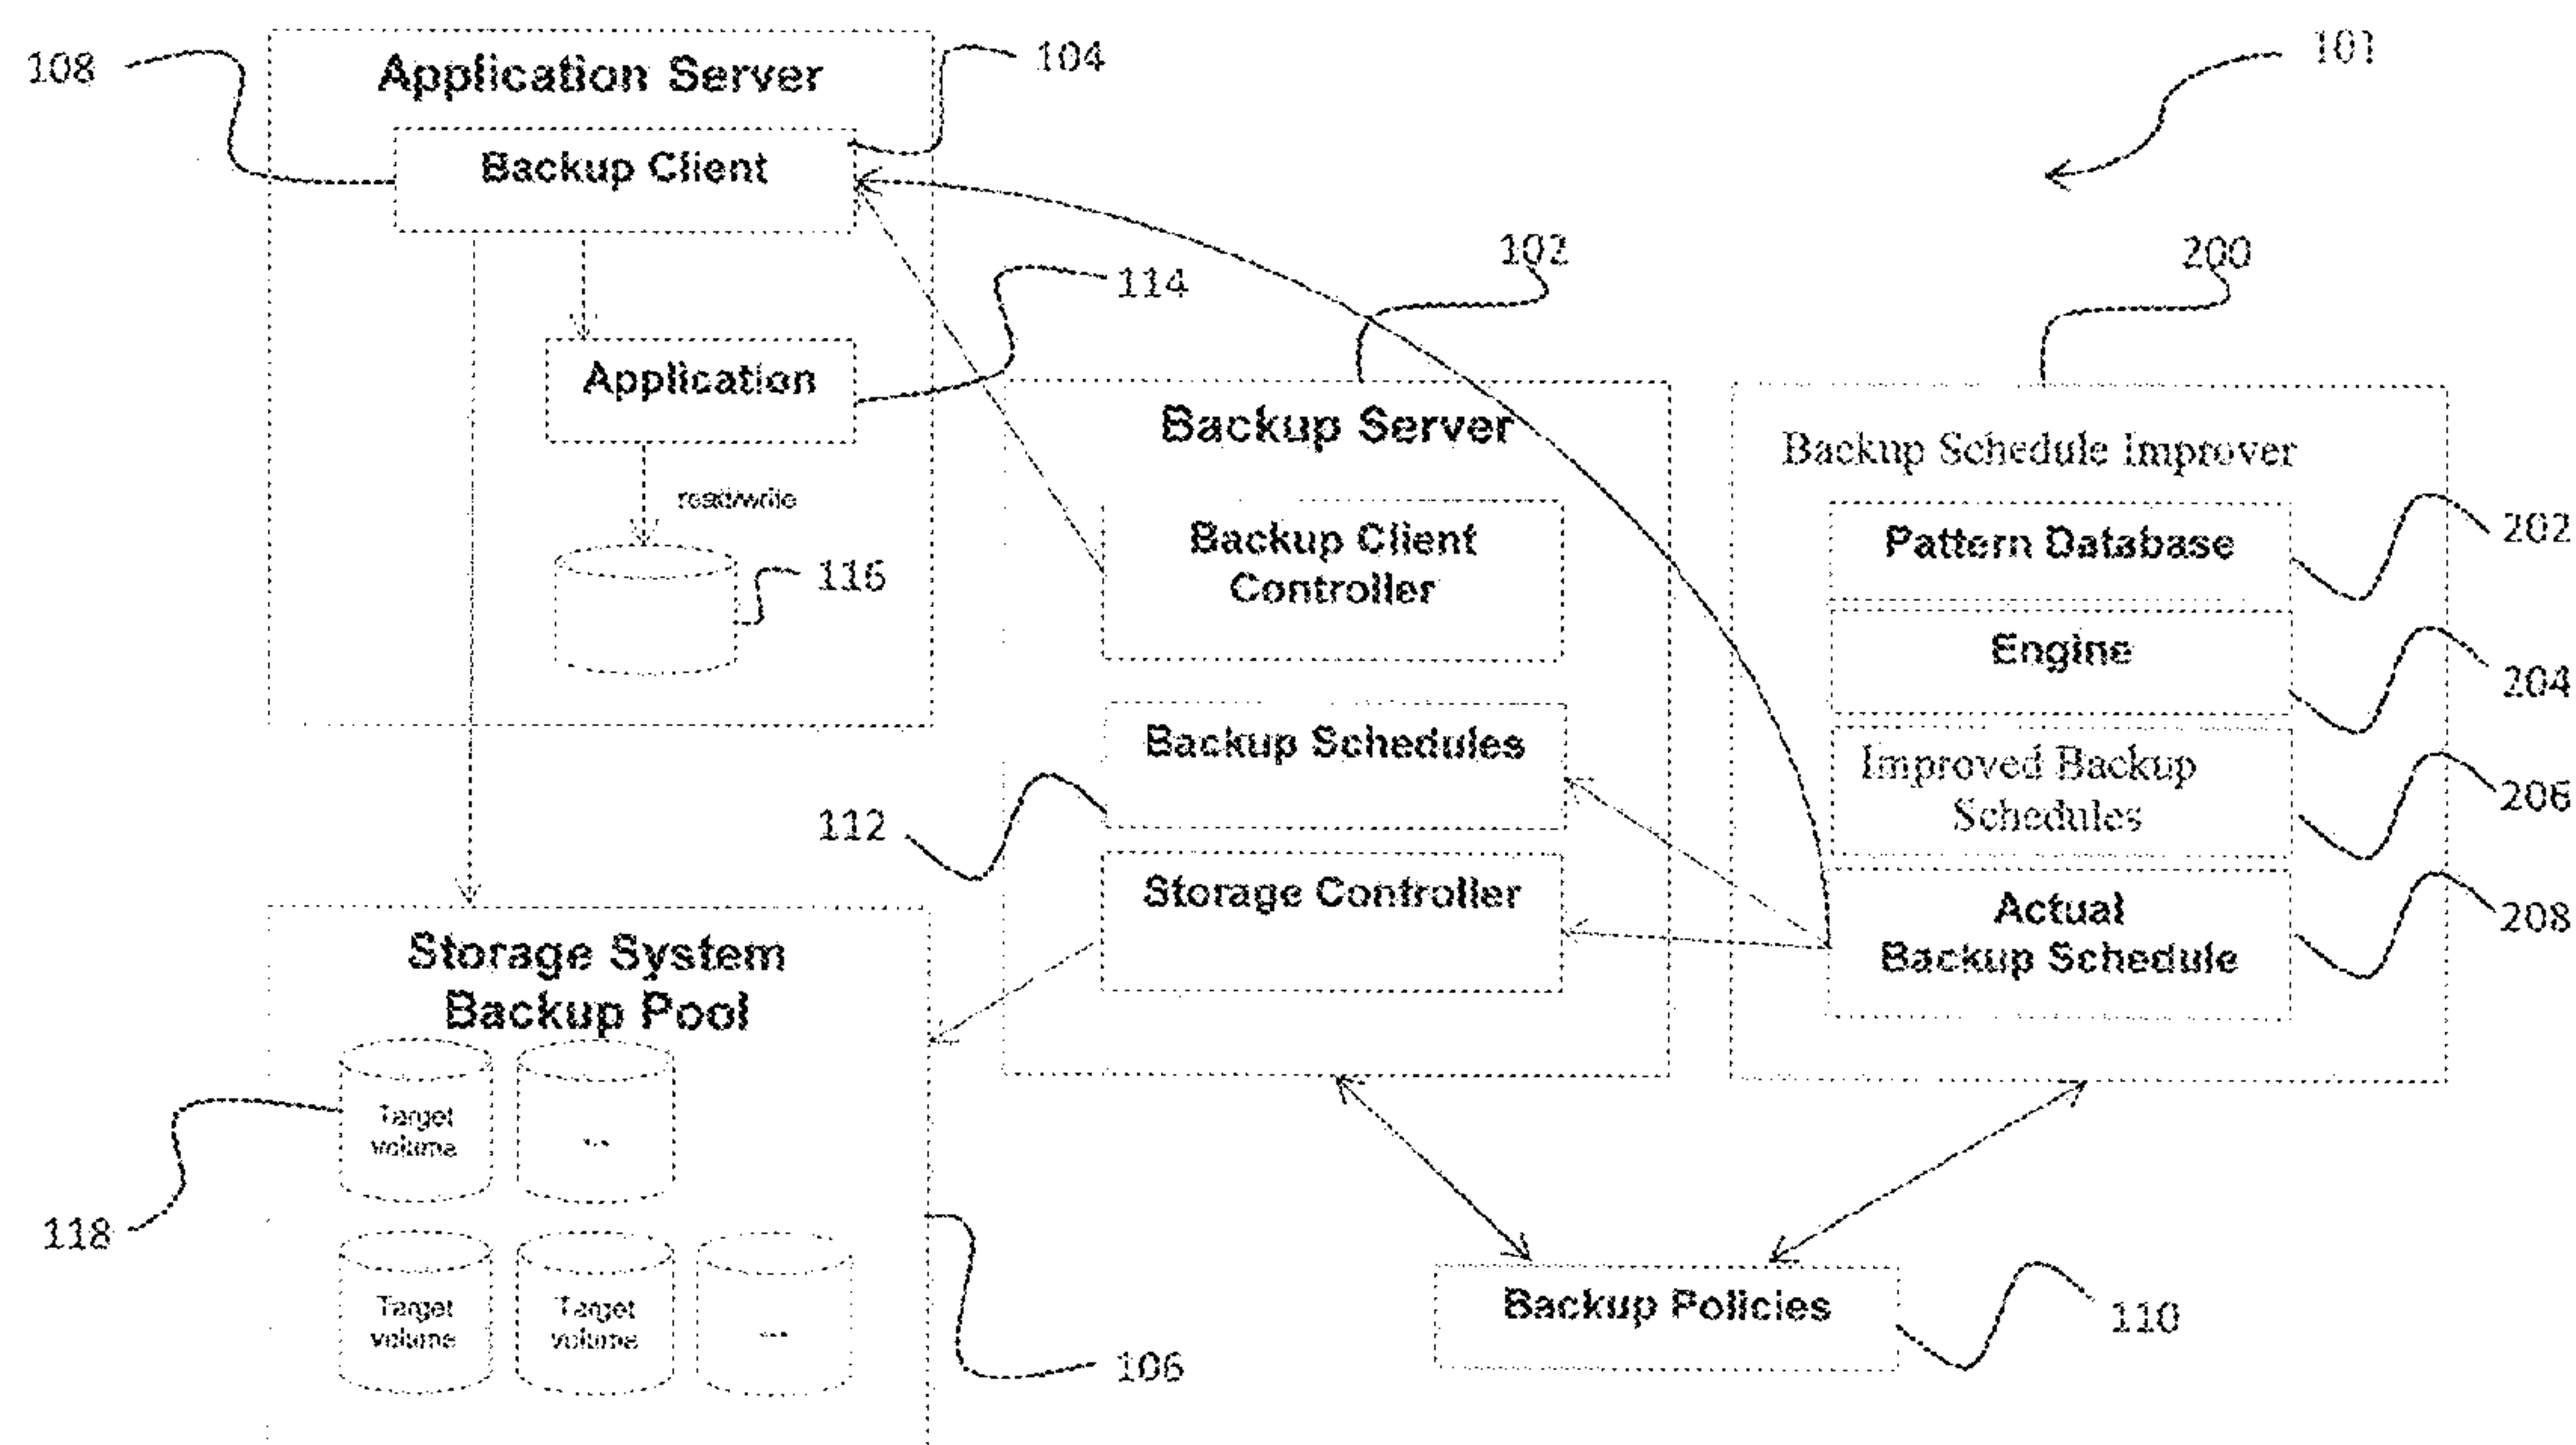 108
Application Server
104
101
Backup Client
102
200
114
Application
Backup Server
Backup Schedule Improver
read/write
Backup Client
Controller
Pattern Database
202
116
Engine
204
Backup Schedules
Improved Backup
Schedules
206
112
Storage Controller
Actual
Backup Schedule
208
Storage System
Backup Pool
Target
volume
...
118
Target
volume
Target
volume
...
Backup Policies
110
106